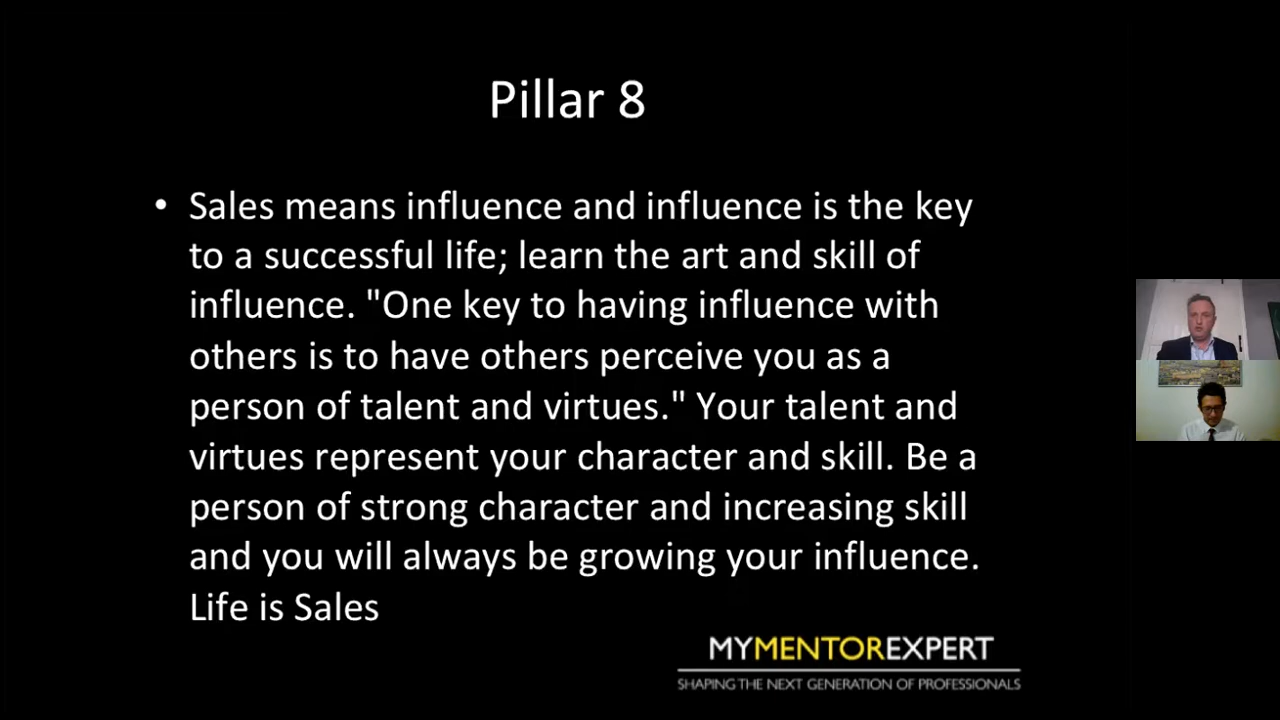 Pillar 8
• Sales means influence and influence is the key
to a successful life; learn the art and skill of
influence. "One key to having influence with
others is to have others perceive you as a
person of talent and virtues." Your talent and
virtues represent your character and skill. Be a
person of strong character and increasing skill
and you will always be growing your influence.
Life is Sales
MYMENTOREXPERT
SHAPING THE NEXT GENERATION OF PROFESSIONALS